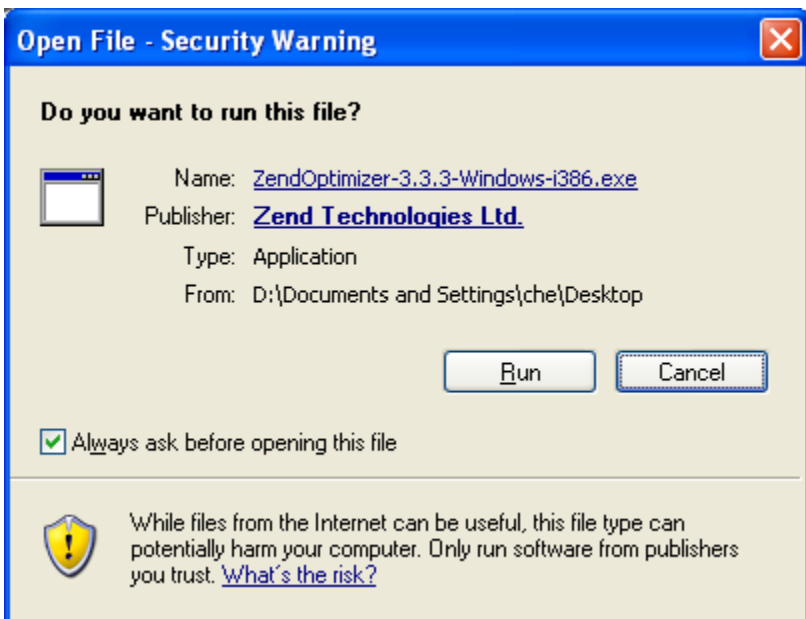 Open File - Security Warning
Do you want to run this file?
Name: ZendOptimizer-3.3.3-Windows-i386.exe
Publisher: Zend Technologies Ltd.
Type: Application
From: D:\Documents and Settings\che\Desktop
Run Cancel
Always ask before opening this file
While files from the Internet can be useful, this file type can
potentially harm your computer. Only run software from publishers
you trust. What's the risk?